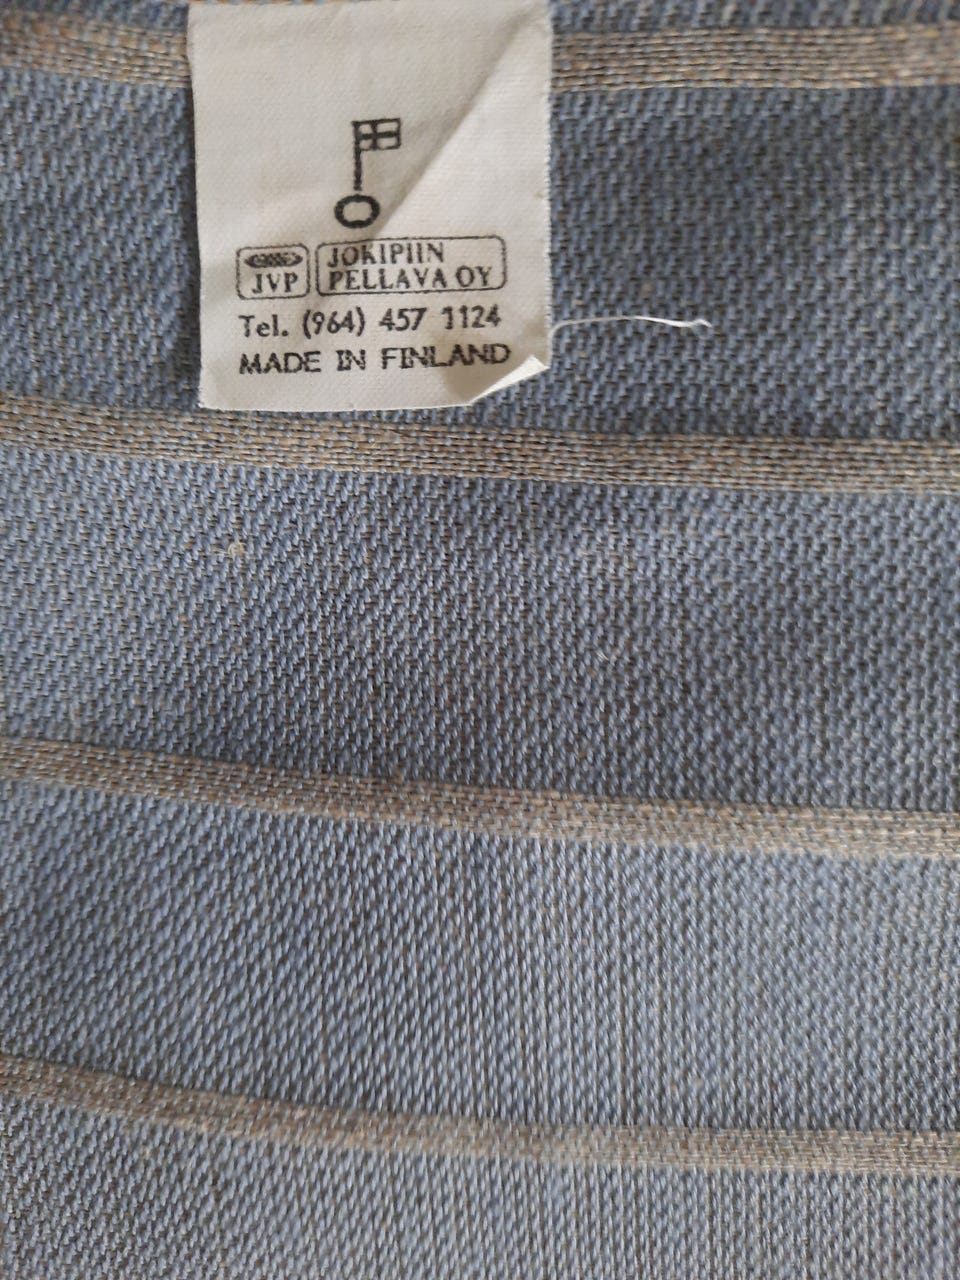 JVP
JOKIPIIN
PELLAVA OY
Tel. (964) 457 1124
MADE IN FINLAND